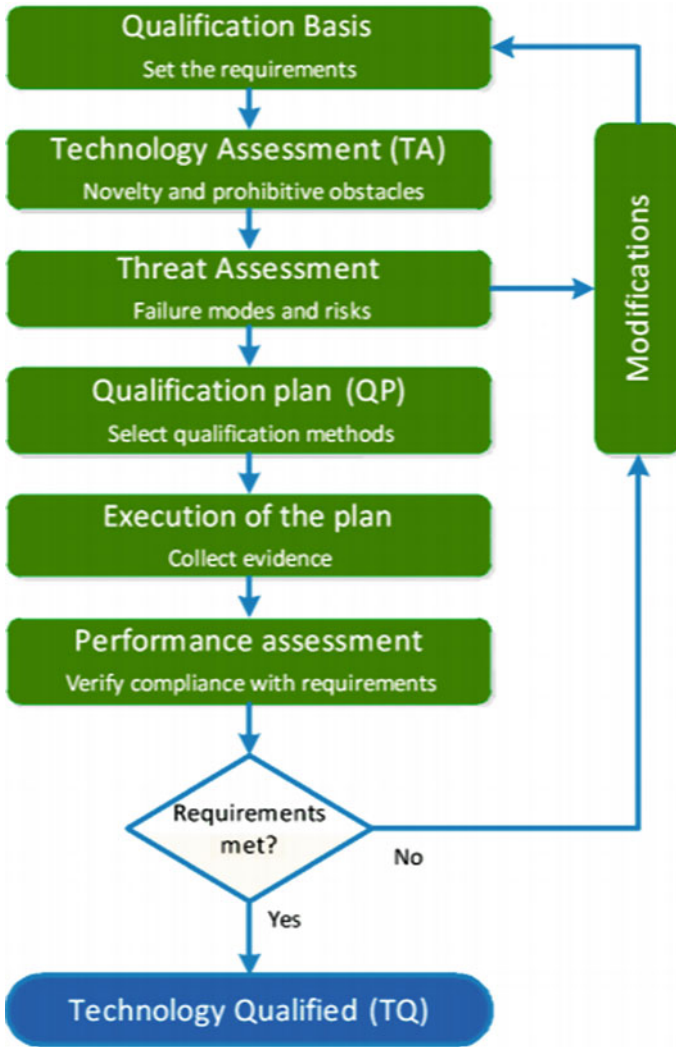 Qualification Basis
Set the requirements
Technology Assessment (TA)
Novelty and prohibitive obstacles
Threat Assessment
Failure modes and risks
Modifications
Qualification plan (QP)
Select qualification methods
Execution of the plan
Collect evidence
Performance assessment
Verify compliance with requirements
Requirements
met?
No
Yes
Technology Qualified (TQ)